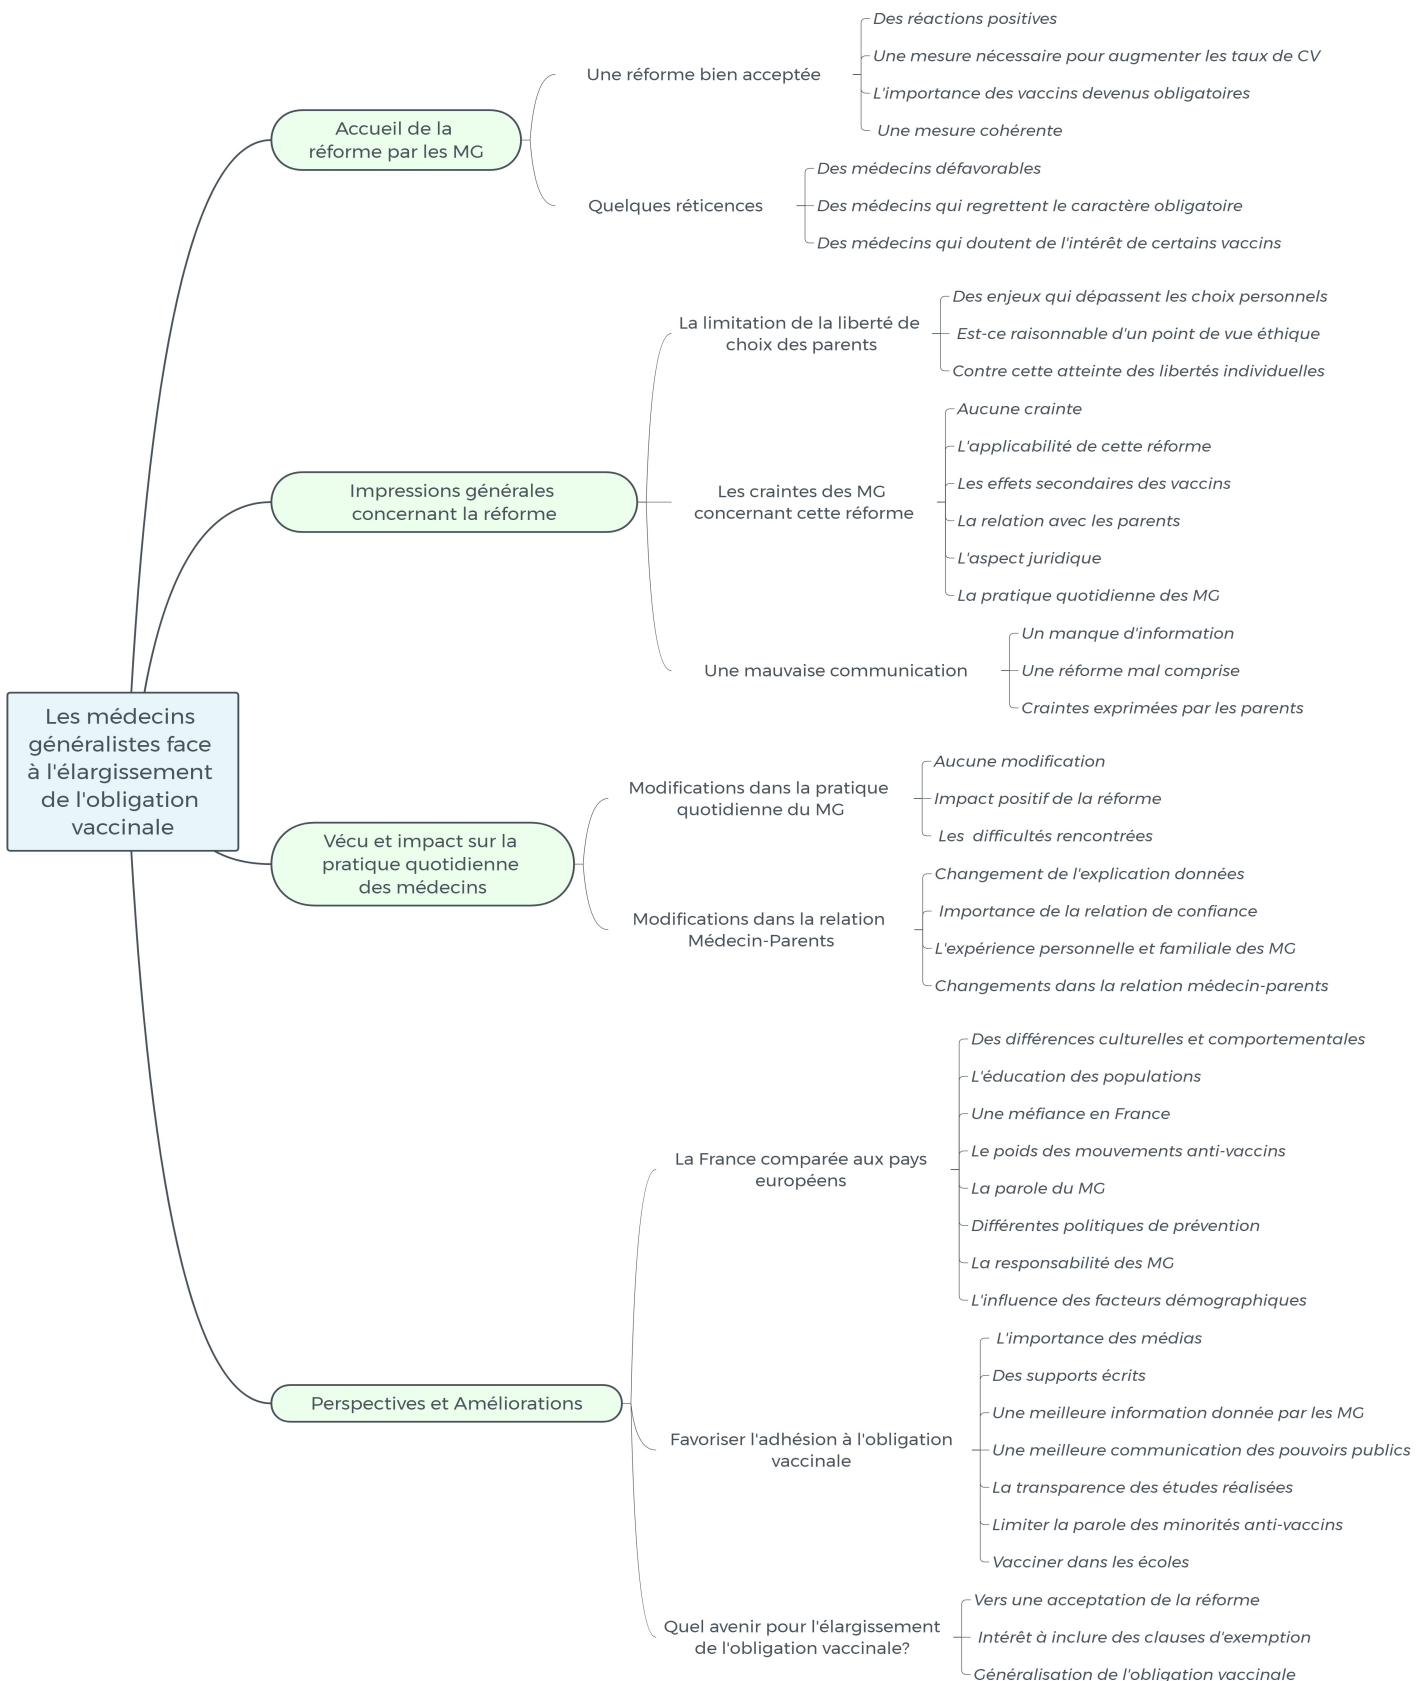 Les médecins
généralistes face
à l'élargissement
de l'obligation
vaccinale
Accueil de la
réforme par les MG
Une réforme bien acceptée
Des réactions positives
Une mesure nécessaire pour augmenter les taux de CV
L'importance des vaccins devenus obligatoires
Une mesure cohérente
Quelques réticences
Des médecins défavorables
Des médecins qui regrettent le caractère obligatoire
Des médecins qui doutent de l'intérêt de certains vaccins
Impressions générales
concernant la réforme
La limitation de la liberté de
choix des parents
Des enjeux qui dépassent les choix personnels
Est-ce raisonnable d'un point de vue éthique
Contre cette atteinte des libertés individuelles
Les craintes des MG
concernant cette réforme
Aucune crainte
L'applicabilité de cette réforme
Les effets secondaires des vaccins
La relation avec les parents
L'aspect juridique
La pratique quotidienne des MG
Une mauvaise communication
Un manque d'information
Une réforme mal comprise
Craintes exprimées par les parents
Vécu et impact sur la
pratique quotidienne
des médecins
Modifications dans la pratique
quotidienne du MG
Aucune modification
Impact positif de la réforme
Les  difficultés rencontrées
Modifications dans la relation
Médecin-Parents
Changement de l'explication données
Importance de la relation de confiance
L'expérience personnelle et familiale des MG
Changements dans la relation médecin-parents
Perspectives et Améliorations
La France comparée aux pays
européens
Des différences culturelles et comportementales
L'éducation des populations
Une méfiance en France
Le poids des mouvements anti-vaccins
La parole du MG
Différentes politiques de prévention
La responsabilité des MG
L'influence des facteurs démographiques
Favoriser l'adhésion à l'obligation
vaccinale
L'importance des médias
Des supports écrits
Une meilleure information donnée par les MG
Une meilleure communication des pouvoirs publics
La transparence des études réalisées
Limiter la parole des minorités anti-vaccins
Vacciner dans les écoles
Quel avenir pour l'élargissement
de l'obligation vaccinale?
Vers une acceptation de la réforme
Intérêt à inclure des clauses d'exemption
Généralisation de l'obligation vaccinale